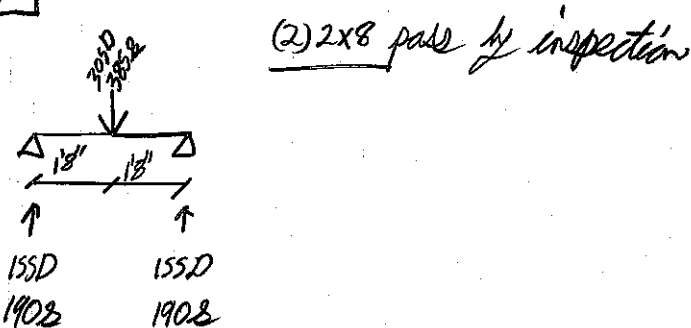 (2) 2x8 pass by inspection
305D
385S
1'8" 1'8"
155D 155D
190S 190S